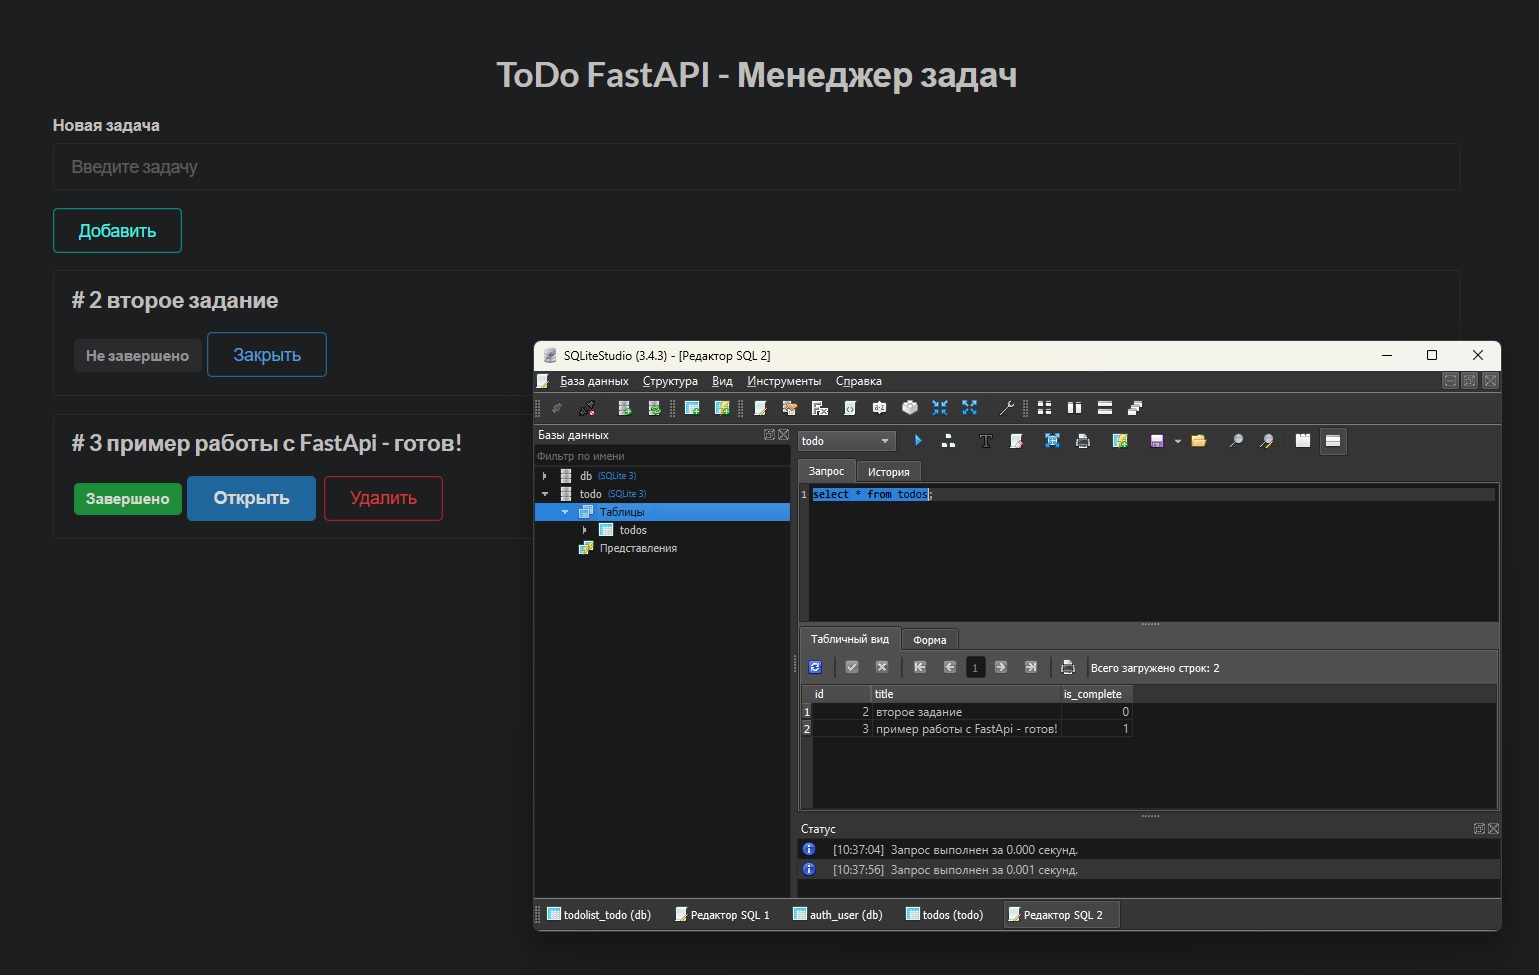 ToDo FastAPI - Менеджер задач
Новая задача
Введите задачу
Добавить
# 2 второе задание
Не завершено Закрыть
# 3 пример работы с FastApi - готов!
Завершено Открыть Удалить
SQLiteStudio (3.4.3) - [Редактор SQL 2]
База данных Структура Вид Инструменты Справка
Базы данных
Фильтр по имени
db (SQLite 3)
todo (SQLite 3)
Таблицы
todos
Представления
todo
Запрос История
1 select * from todos;
Табличный вид Форма
1 Всего загружено строк: 2
id title is_complete
1 2 второе задание 0
2 3 пример работы с FastApi - готов! 1
Статус
[10:37:04] Запрос выполнен за 0.000 секунд.
[10:37:56] Запрос выполнен за 0.001 секунд.
todolist_todo (db) Редактор SQL 1 auth_user (db) todos (todo) Редактор SQL 2